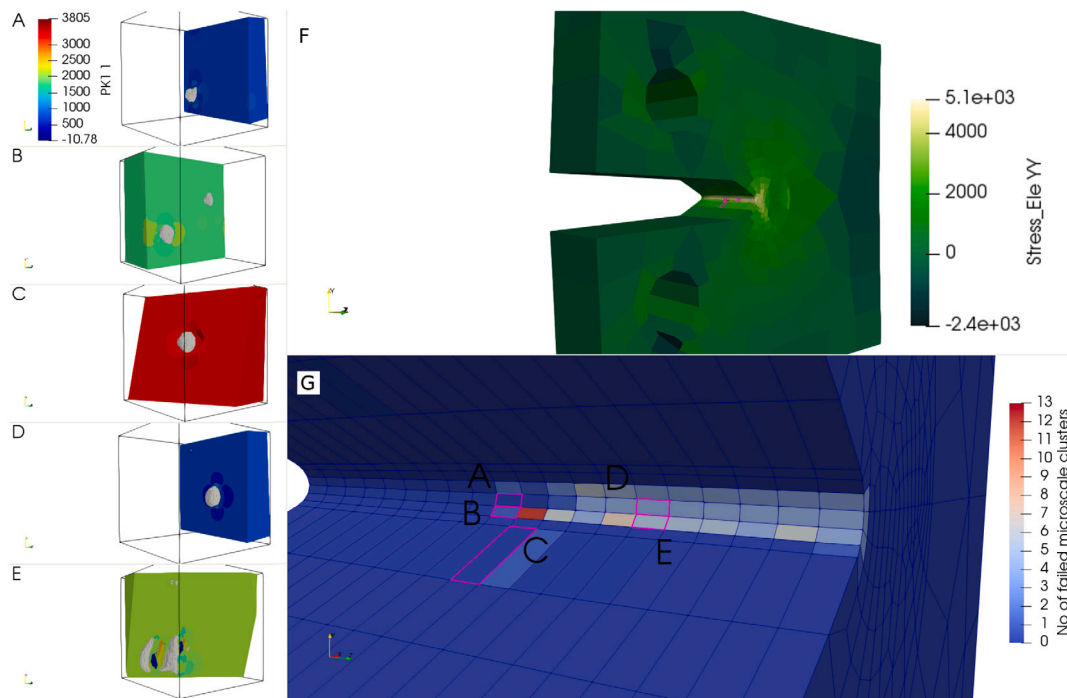 A
3805
3000
2500
2000
1500
1000
500
-10.78
PK1 1
B
C
D
E
F
5.1e+03
4000
2000
0
-2.4e+03
Stress_Ele YY
Y
Z
G
A
D
B
C
E
13
12
11
10
9
8
7
6
5
4
3
2
1
0
No of failed microscale clusters
Y
X
Z